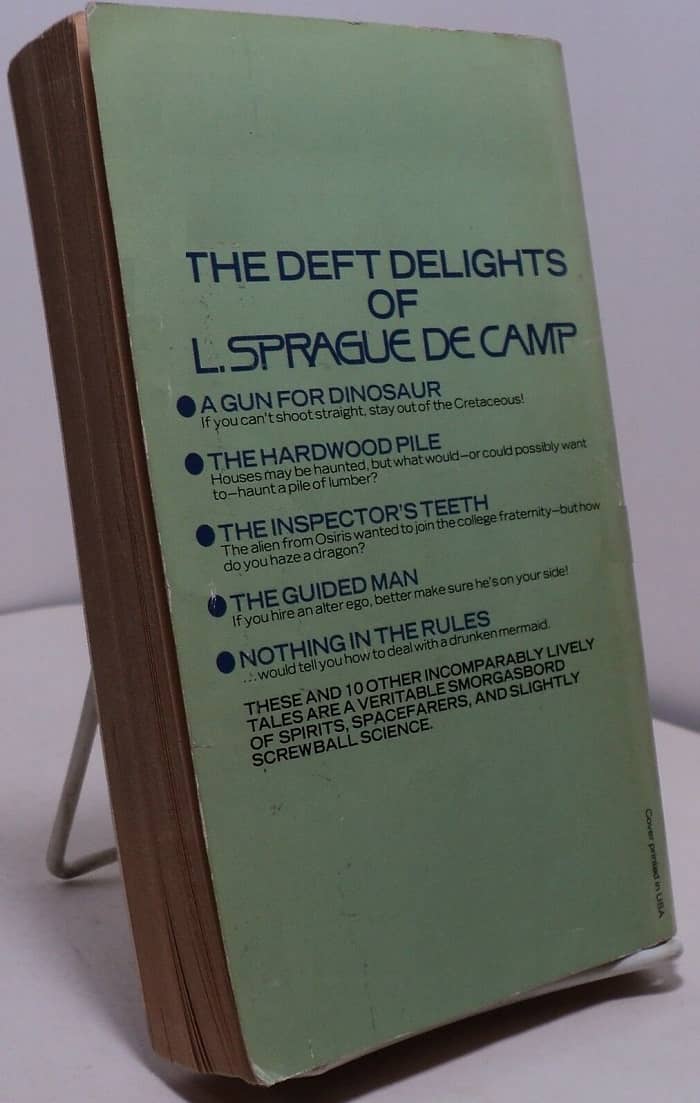 THE DEFT DELIGHTS
OF
L. SPRAGUE DE CAMP
● A GUN FOR DINOSAUR
If you can't shoot straight, stay out of the Cretaceous!
● THE HARDWOOD PILE
Houses may be haunted, but what would—or could possibly want
to—haunt a pile of lumber?
● THE INSPECTOR'S TEETH
The alien from Osiris wanted to join the college fraternity—but how
do you haze a dragon?
● THE GUIDED MAN
If you hire an alter ego, better make sure he's on your side!
● NOTHING IN THE RULES
...would tell you how to deal with a drunken mermaid.
THESE AND 10 OTHER INCOMPARABLY LIVELY
TALES ARE A VERITABLE SMORGASBORD
OF SPIRITS, SPACEFARERS, AND SLIGHTLY
SCREWBALL SCIENCE.
Cover printed in USA